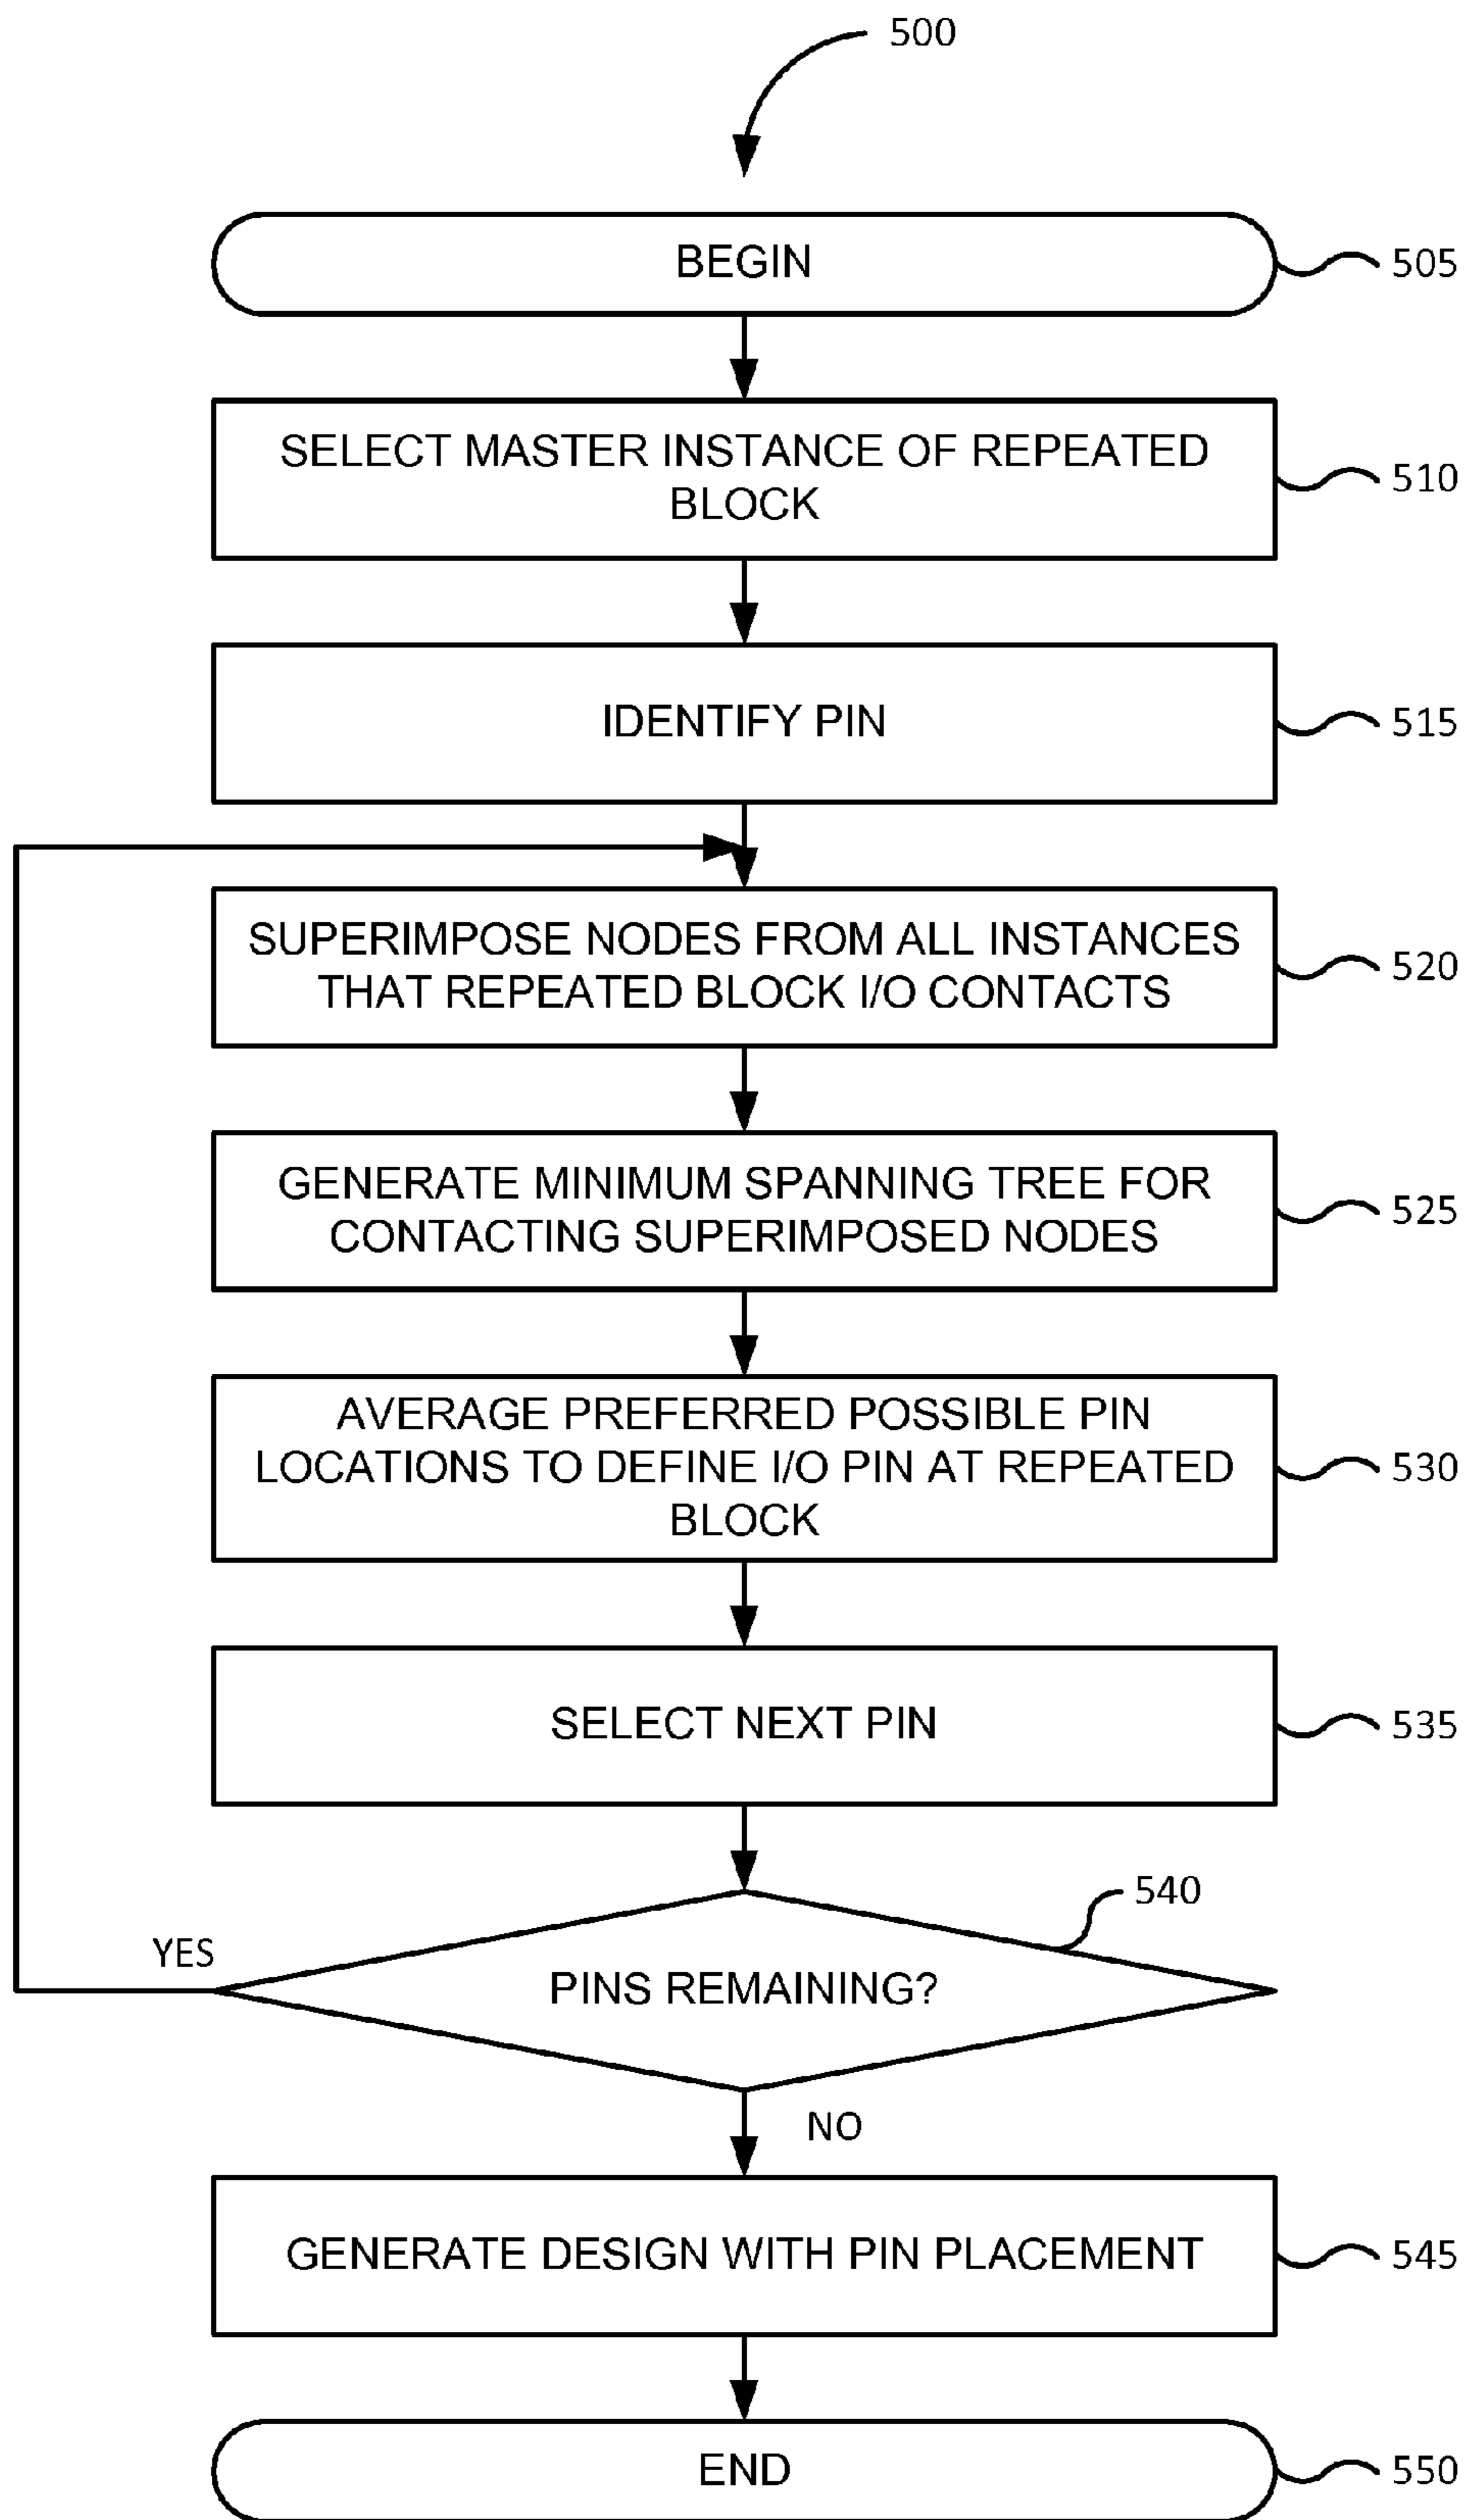 500
BEGIN
505
SELECT MASTER INSTANCE OF REPEATED
BLOCK
510
IDENTIFY PIN
515
SUPERIMPOSE NODES FROM ALL INSTANCES
THAT REPEATED BLOCK I/O CONTACTS
520
GENERATE MINIMUM SPANNING TREE FOR
CONTACTING SUPERIMPOSED NODES
525
AVERAGE PREFERRED POSSIBLE PIN
LOCATIONS TO DEFINE I/O PIN AT REPEATED
BLOCK
530
SELECT NEXT PIN
535
540
YES
PINS REMAINING?
NO
GENERATE DESIGN WITH PIN PLACEMENT
545
END
550